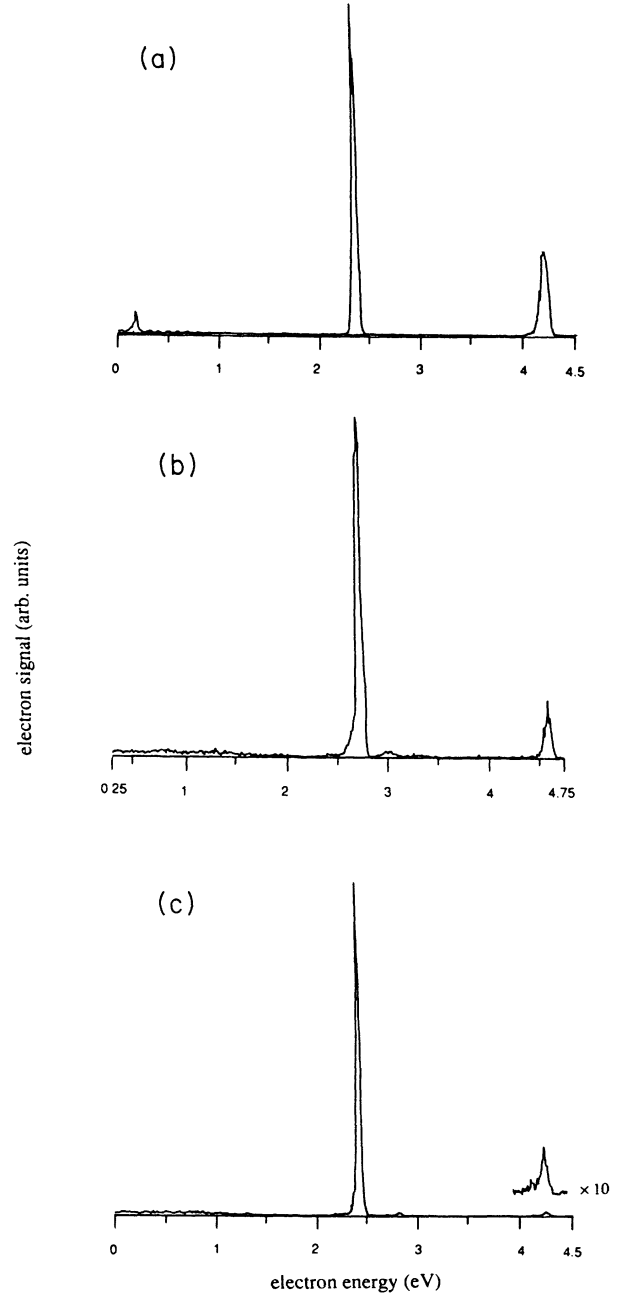 (a)
0 1 2 3 4 4.5
(b)
electron signal (arb. units)
0 25 1 2 3 4 4.75
(c)
× 10
0 1 2 3 4 4.5
electron energy (eV)